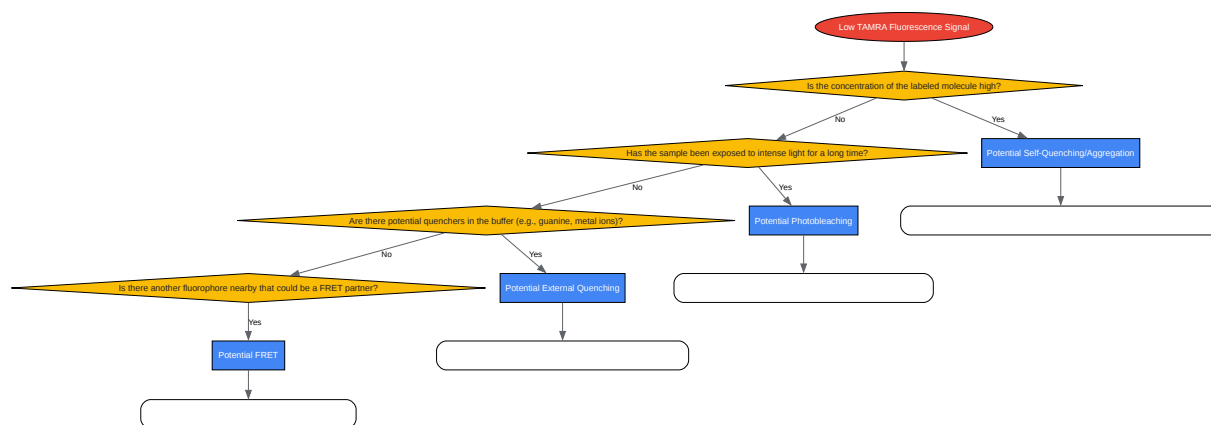 Low TAMRA Fluorescence Signal
Is the concentration of the labeled molecule high?
No
Yes
Has the sample been exposed to intense light for a long time?
Potential Self-Quenching/Aggregation
No
Yes
Are there potential quenchers in the buffer (e.g., guanine, metal ions)?
Potential Photobleaching
No
Yes
Is there another fluorophore nearby that could be a FRET partner?
Potential External Quenching
Yes
Potential FRET